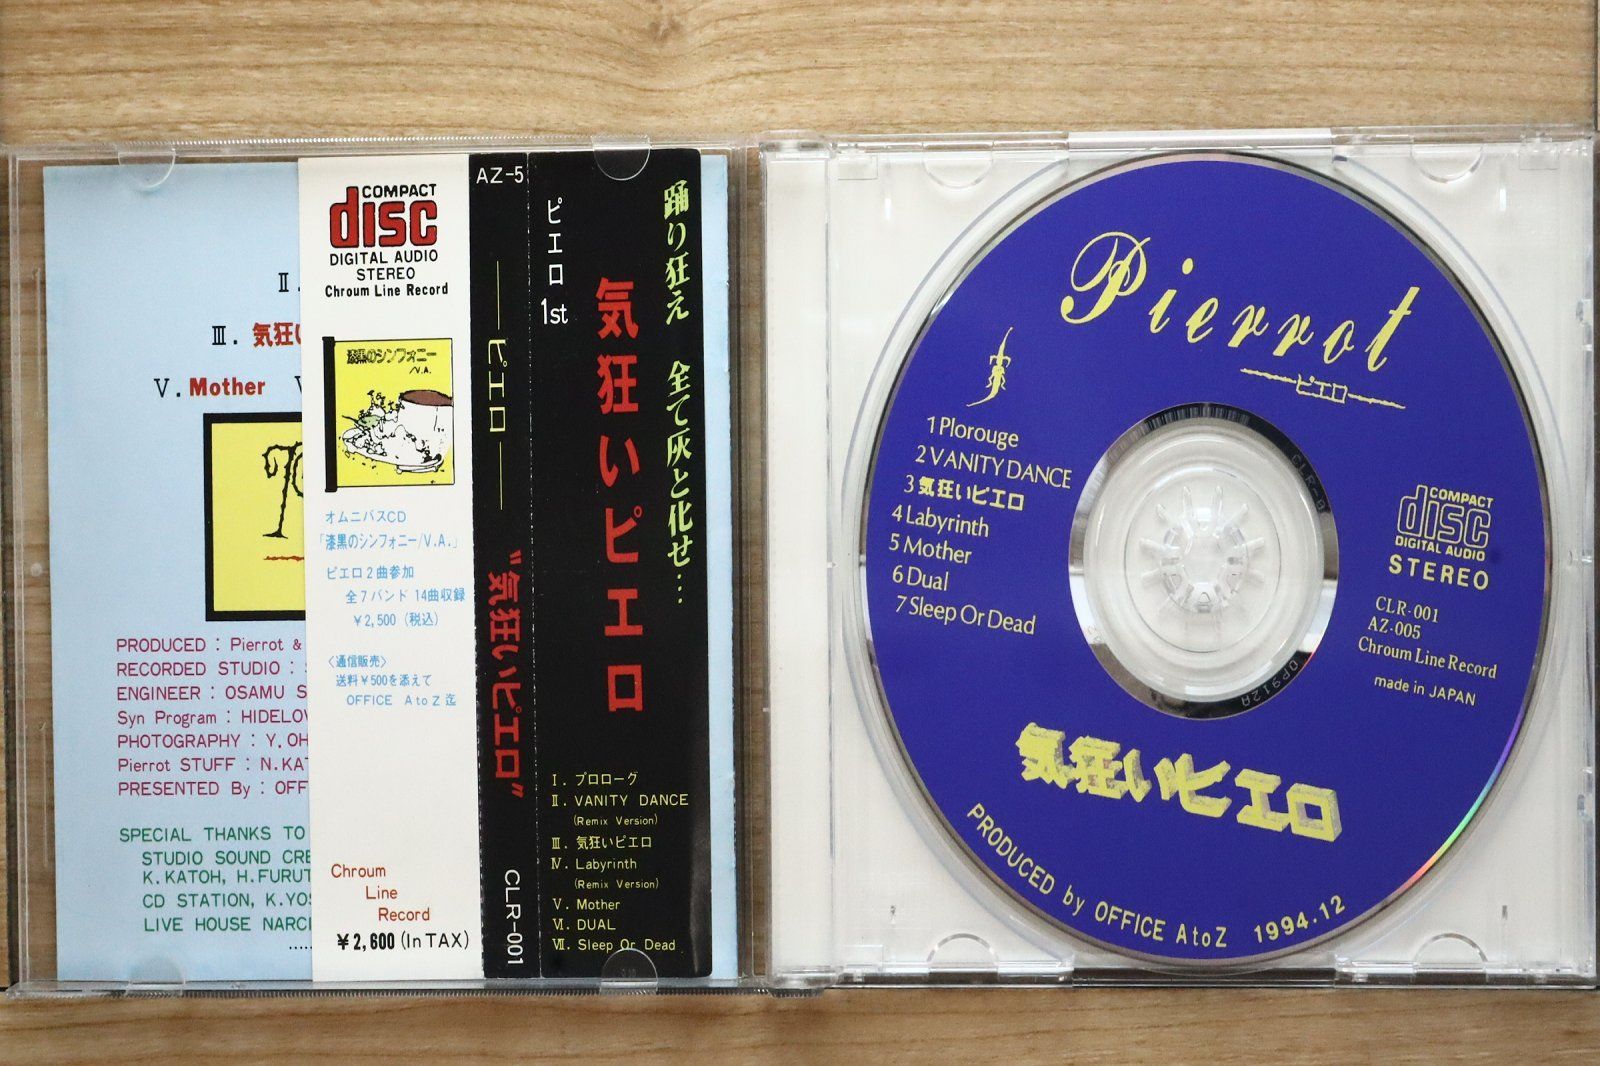 Ⅱ.
Ⅲ. 気狂い
Ⅴ. Mother
PRODUCED : Pierrot &
RECORDED STUDIO :
ENGINEER : OSAMU S
Syn Program : HIDELOV
PHOTOGRAPHY : Y. OH
Pierrot STUFF : N.KAT
PRESENTED By : OFF
SPECIAL THANKS TO
STUDIO SOUND CRE
K.KATOH, H.FURUT
CD STATION, K.YOS
LIVE HOUSE NARC
COMPACT
disc
DIGITAL AUDIO
STEREO
Chroum Line Record
漆黒のシンフォニー
/V.A.
オムニバスCD
「漆黒のシンフォニー/V.A.」
ピエロ2曲参加
全7バンド 14曲収録
¥2,500 (税込)
〈通信販売〉
送料¥500を添えて
OFFICE AtoZ 迄
Chroum
Line
Record
¥2,600 (In TAX)
AZ-5
ピエロ
"気狂いピエロ"
CLR-001
ピエロ 1st
気狂いピエロ
踊り狂え 全て灰と化せ…
Ⅰ. プロローグ
Ⅱ. VANITY DANCE
(Remix Version)
Ⅲ. 気狂いピエロ
Ⅳ. Labyrinth
(Remix Version)
Ⅴ. Mother
Ⅵ. DUAL
Ⅶ. Sleep Or Dead
Pierrot
ピエロ
1 Plorouge
2 VANITY DANCE
3 気狂いピエロ
4 Labyrinth
5 Mother
6 Dual
7 Sleep Or Dead
COMPACT
disc
DIGITAL AUDIO
STEREO
CLR-001
AZ-005
Chroum Line Record
made in JAPAN
気狂いピエロ
PRODUCED by OFFICE AtoZ 1994.12